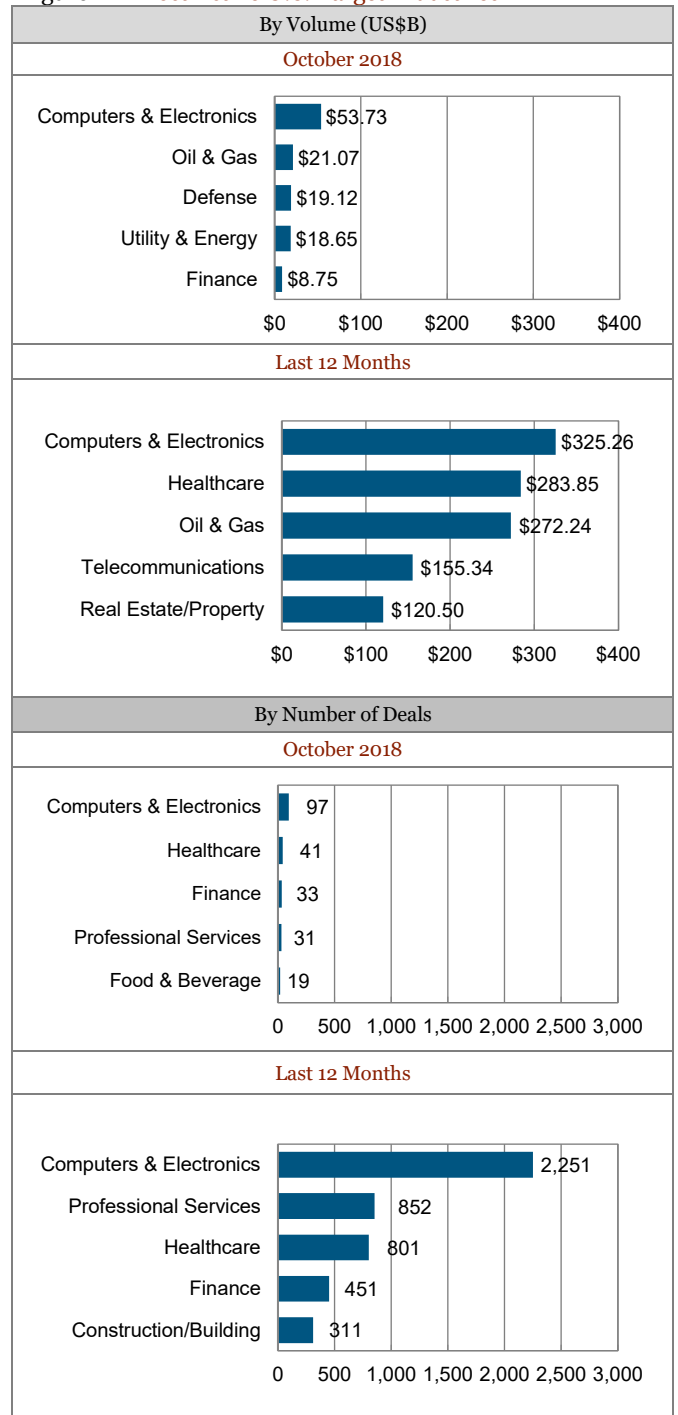 By Volume (US$B)
October 2018
Computers & Electronics $53.73
Oil & Gas $21.07
Defense $19.12
Utility & Energy $18.65
Finance $8.75
$0 $100 $200 $300 $400
Last 12 Months
Computers & Electronics $325.26
Healthcare $283.85
Oil & Gas $272.24
Telecommunications $155.34
Real Estate/Property $120.50
$0 $100 $200 $300 $400
By Number of Deals
October 2018
Computers & Electronics 97
Healthcare 41
Finance 33
Professional Services 31
Food & Beverage 19
0 500 1,000 1,500 2,000 2,500 3,000
Last 12 Months
Computers & Electronics 2,251
Professional Services 852
Healthcare 801
Finance 451
Construction/Building 311
0 500 1,000 1,500 2,000 2,500 3,000